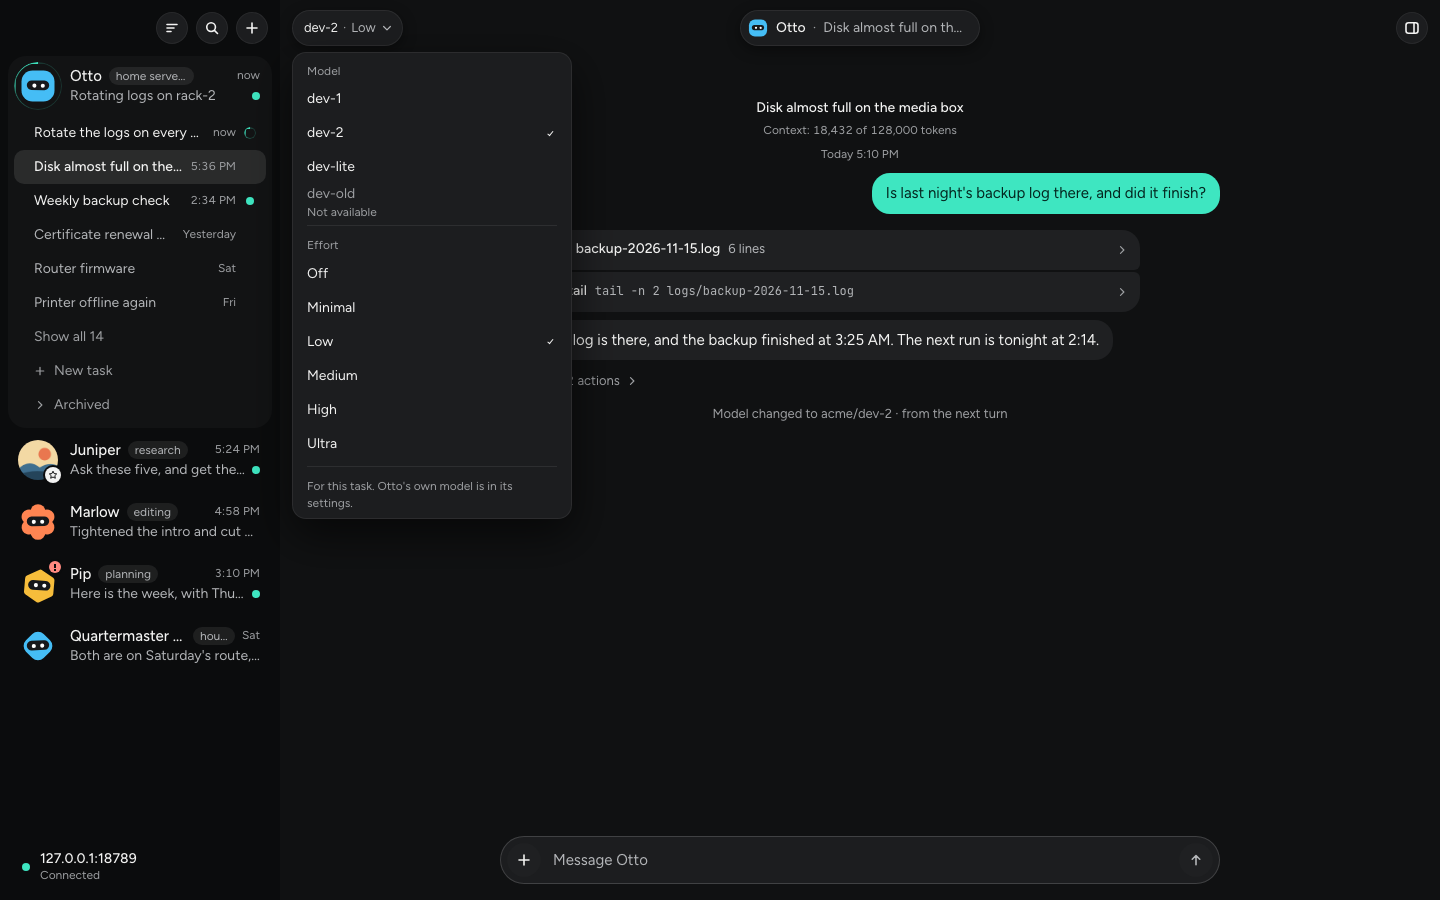 dev-2 · Low
Otto · Disk almost full on th...
Otto home serve... now
Rotating logs on rack-2
Rotate the logs on every ... now
Disk almost full on the... 5:36 PM
Weekly backup check 2:34 PM
Certificate renewal ... Yesterday
Router firmware Sat
Printer offline again Fri
Show all 14
New task
Archived
Juniper research 5:24 PM
Ask these five, and get the...
Marlow editing 4:58 PM
Tightened the intro and cut ...
Pip planning 3:10 PM
Here is the week, with Thu...
Quartermaster ... hou... Sat
Both are on Saturday's route,...
127.0.0.1:18789
Connected
Model
dev-1
dev-2
dev-lite
dev-old
Not available
Effort
Off
Minimal
Low
Medium
High
Ultra
For this task. Otto's own model is in its
settings.
Disk almost full on the media box
Context: 18,432 of 128,000 tokens
Today 5:10 PM
Is last night's backup log there, and did it finish?
backup-2026-11-15.log 6 lines
tail -n 2 logs/backup-2026-11-15.log
log is there, and the backup finished at 3:25 AM. The next run is tonight at 2:14.
actions
Model changed to acme/dev-2 · from the next turn
Message Otto